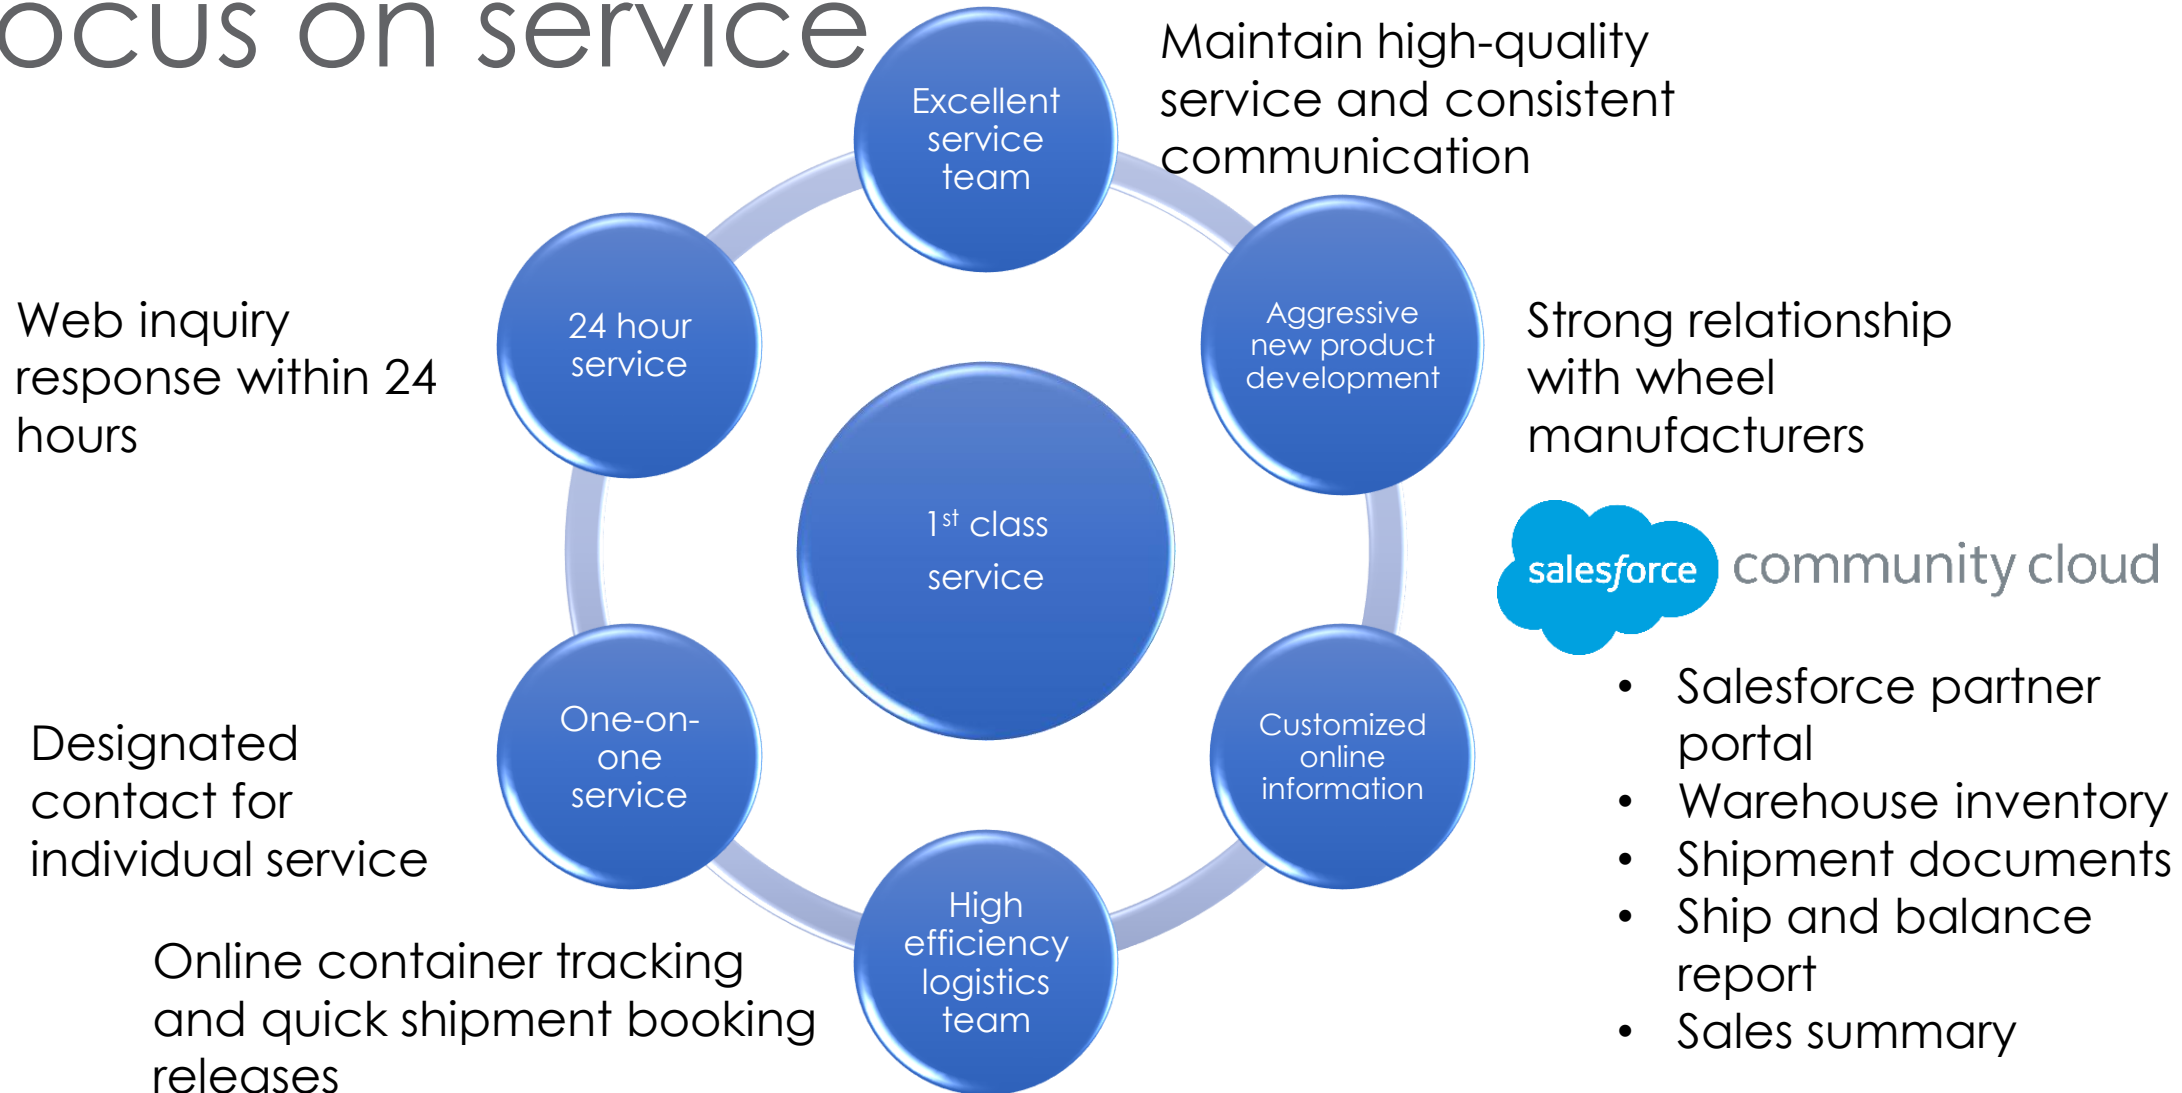 ocus on service
Excellent
service
team
Maintain high-quality
service and consistent
communication
24 hour
service
Web inquiry
response within 24
hours
Aggressive
new product
development
Strong relationship
with wheel
manufacturers
1st class
service
salesforce community cloud
One-on-
one
service
Designated
contact for
individual service
Customized
online
information
• Salesforce partner
portal
• Warehouse inventory
• Shipment documents
• Ship and balance
report
• Sales summary
High
efficiency
logistics
team
Online container tracking
and quick shipment booking
releases